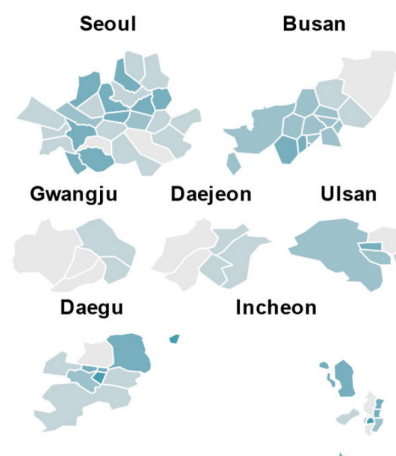 Seoul
Busan
Gwangju
Daejeon
Ulsan
Daegu
Incheon